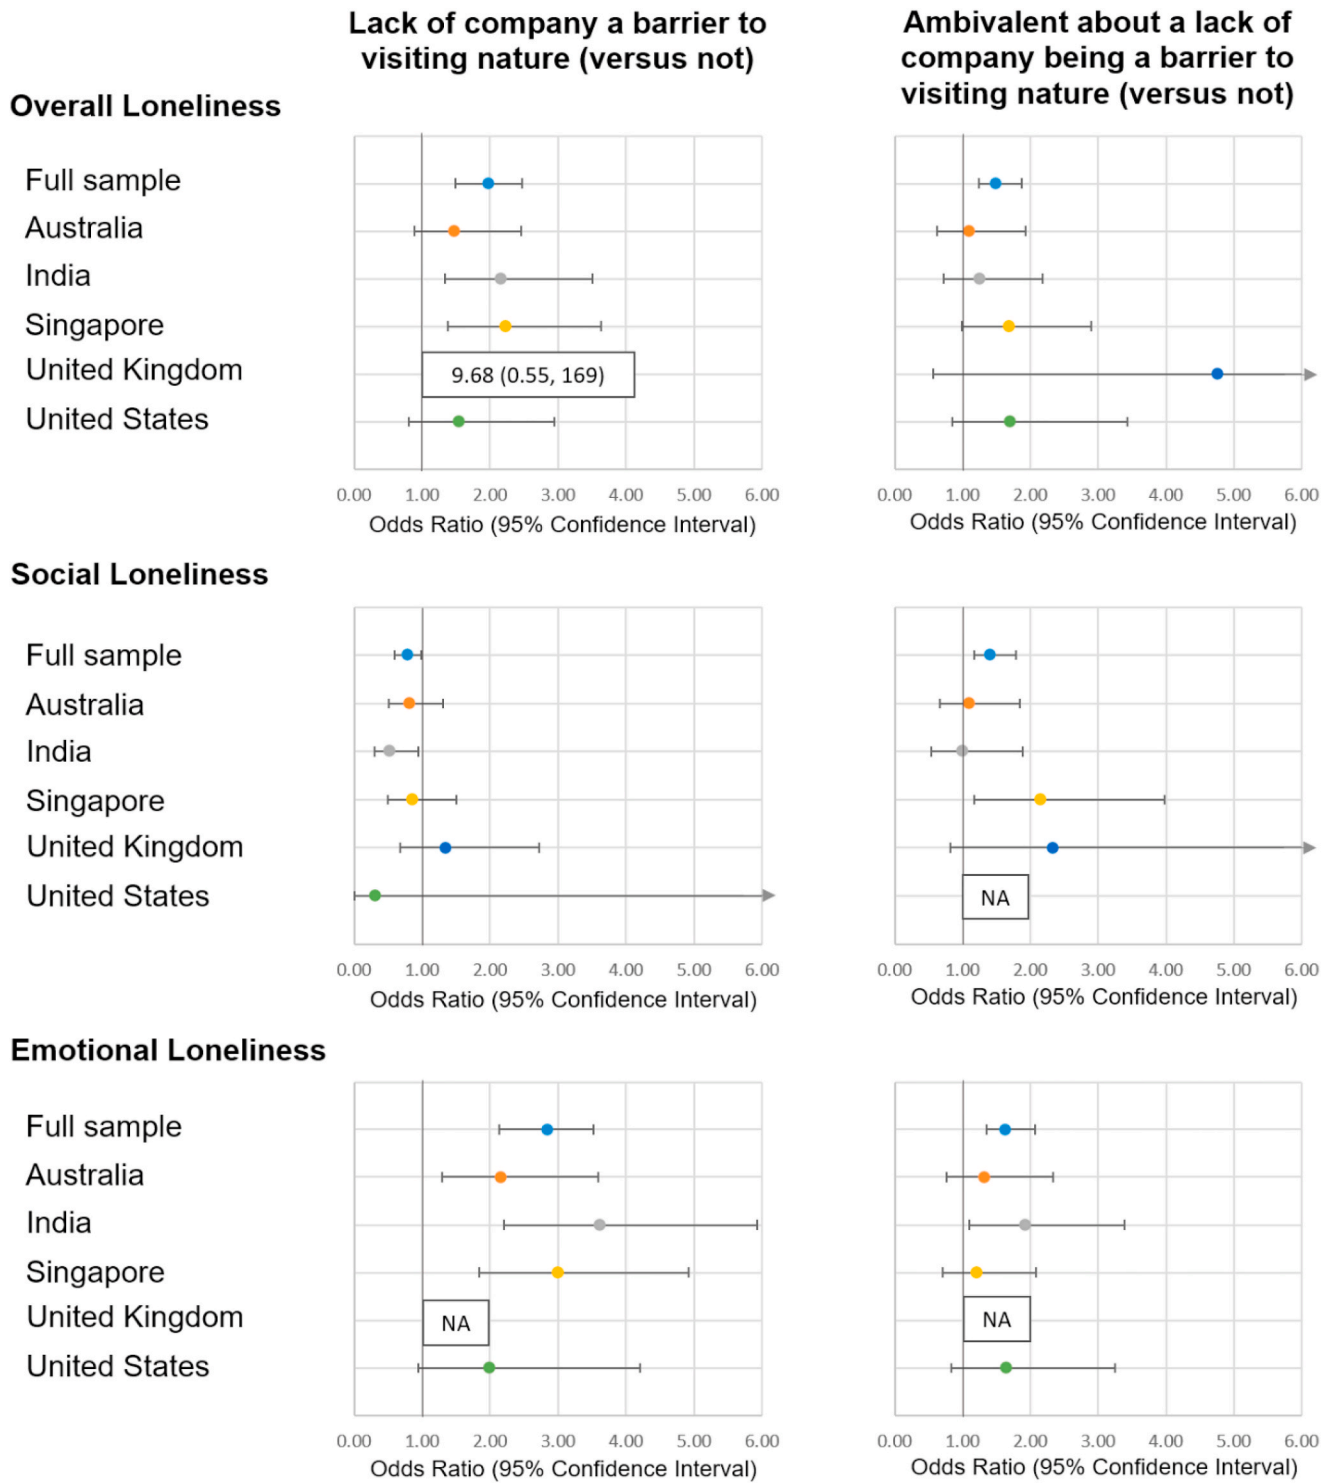 Lack of company a barrier to
visiting nature (versus not)
Ambivalent about a lack of
company being a barrier to
visiting nature (versus not)
Overall Loneliness
Full sample
Australia
India
Singapore
United Kingdom
9.68 (0.55, 169)
United States
0.00 1.00 2.00 3.00 4.00 5.00 6.00
Odds Ratio (95% Confidence Interval)
0.00 1.00 2.00 3.00 4.00 5.00 6.00
Odds Ratio (95% Confidence Interval)
Social Loneliness
Full sample
Australia
India
Singapore
United Kingdom
United States
NA
0.00 1.00 2.00 3.00 4.00 5.00 6.00
Odds Ratio (95% Confidence Interval)
0.00 1.00 2.00 3.00 4.00 5.00 6.00
Odds Ratio (95% Confidence Interval)
Emotional Loneliness
Full sample
Australia
India
Singapore
United Kingdom
NA
NA
United States
0.00 1.00 2.00 3.00 4.00 5.00 6.00
Odds Ratio (95% Confidence Interval)
0.00 1.00 2.00 3.00 4.00 5.00 6.00
Odds Ratio (95% Confidence Interval)